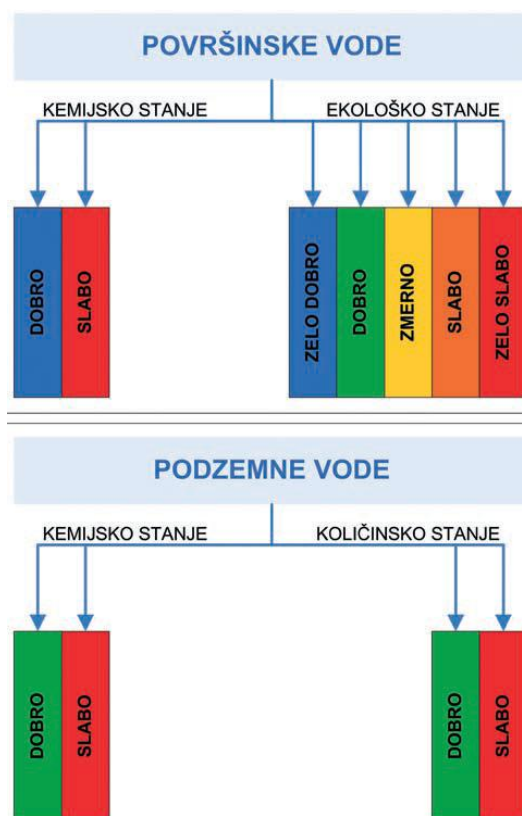 POVRŠINSKE VODE
KEMIJSKO STANJE
EKOLOŠKO STANJE
DOBRO
SLABO
ZELO DOBRO
DOBRO
ZMERNO
SLABO
ZELO SLABO
PODZEMNE VODE
KEMIJSKO STANJE
KOLIČINSKO STANJE
DOBRO
SLABO
DOBRO
SLABO